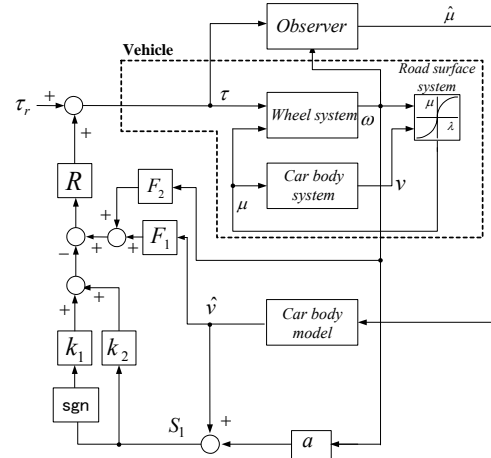 Observer
μ̂
Vehicle
Road surface
system
τr
+
+
τ
Wheel system
ω
μ
λ
R
F2
Car body
system
μ
v
−
+
+
+
F1
+
+
k1
k2
v̂
Car body
model
sgn
S1
+
+
a